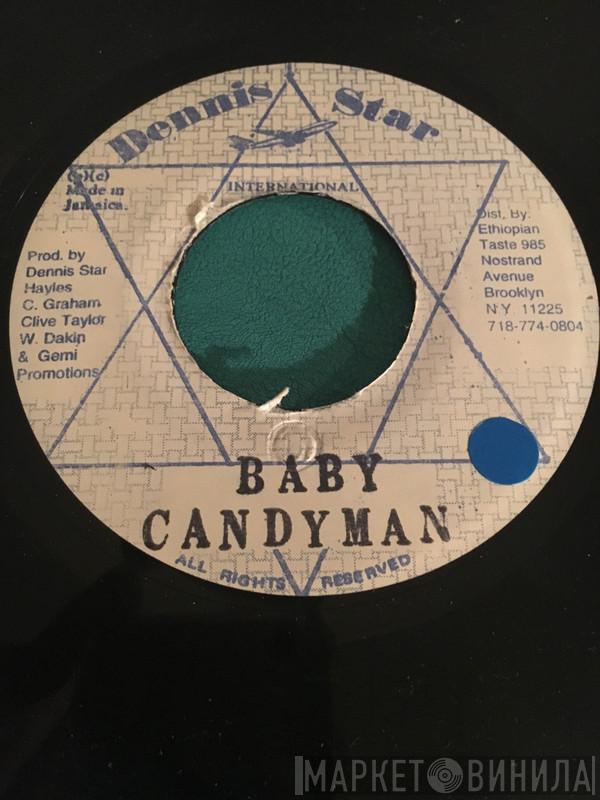 Dennis Star
INTERNATIONAL
(c)
Made in
Jamaica.
Prod. by
Dennis Star
Hayles
C. Graham
Clive Taylor
W. Dakin
& Gemi
Promotions
Dist. By.
Ethiopian
Taste 985
Nostrand
Avenue
Brooklyn
N.Y. 11225
718-774-0804
BABY
CANDYMAN
ALL RIGHTS RESERVED
МАРКЕТ ВИНИЛА